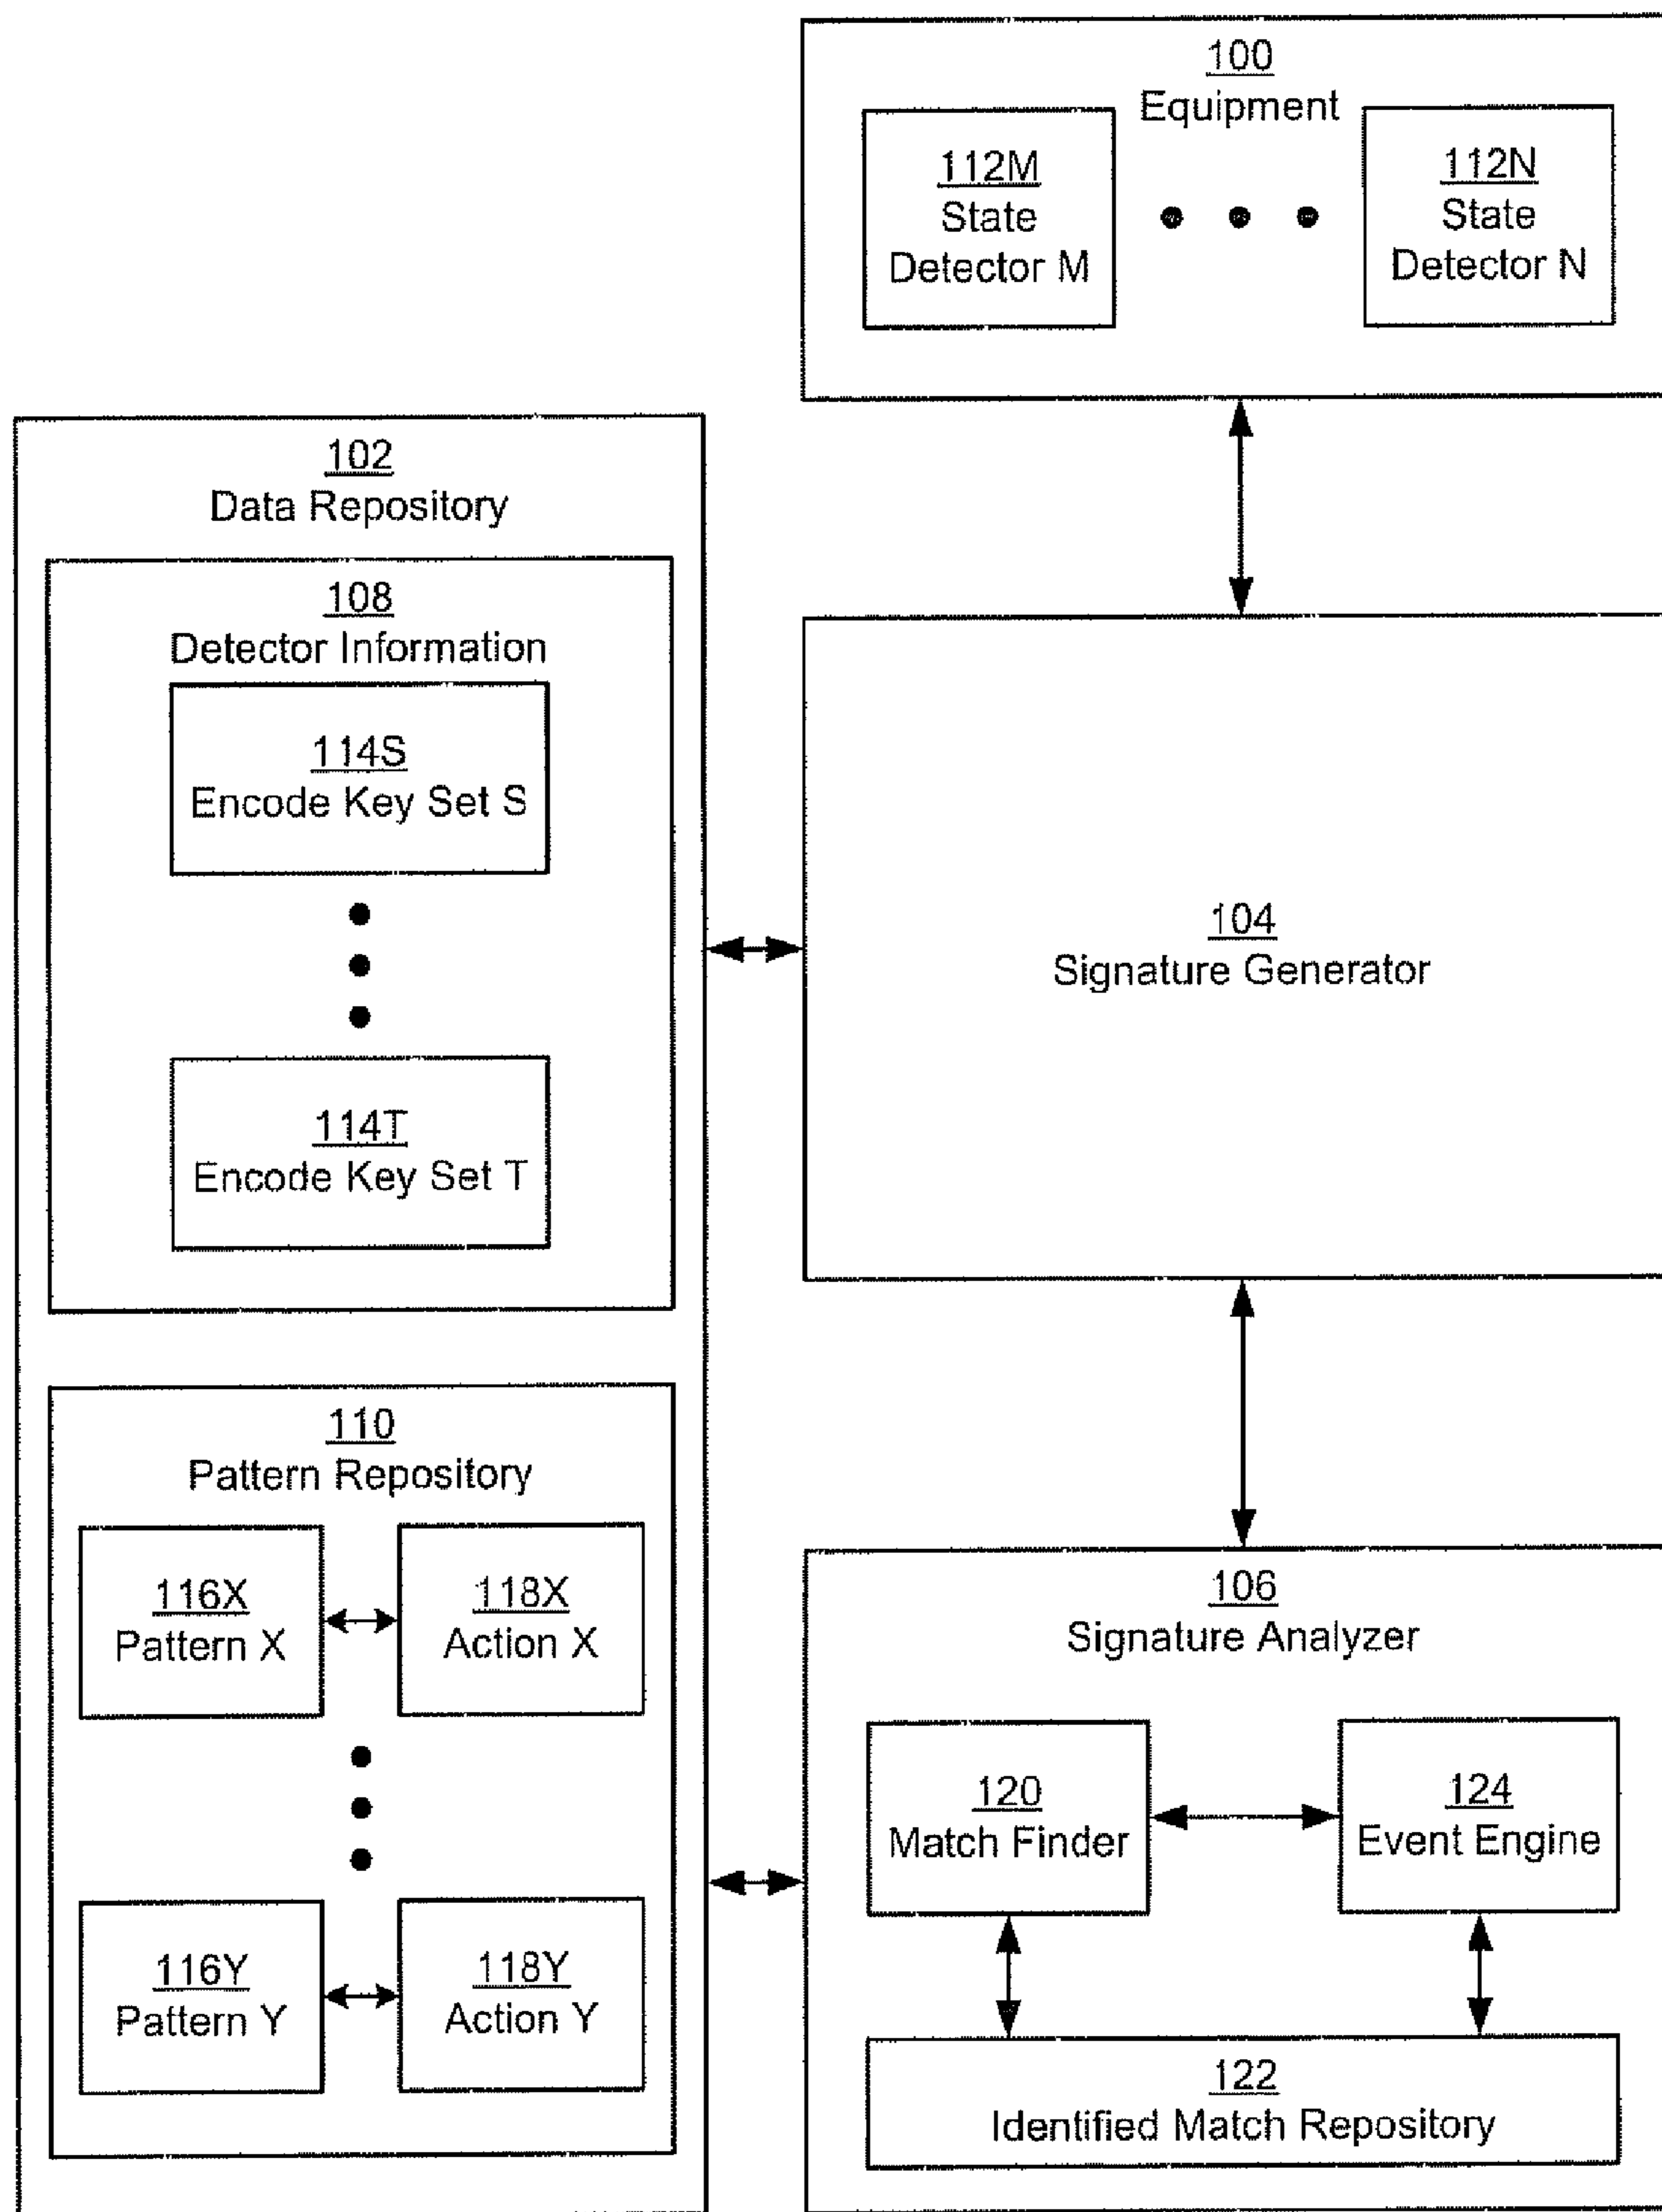 100
Equipment
112M
State
Detector M
112N
State
Detector N
102
Data Repository
108
Detector Information
114S
Encode Key Set S
114T
Encode Key Set T
104
Signature Generator
110
Pattern Repository
116X
Pattern X
118X
Action X
116Y
Pattern Y
118Y
Action Y
106
Signature Analyzer
120
Match Finder
124
Event Engine
122
Identified Match Repository